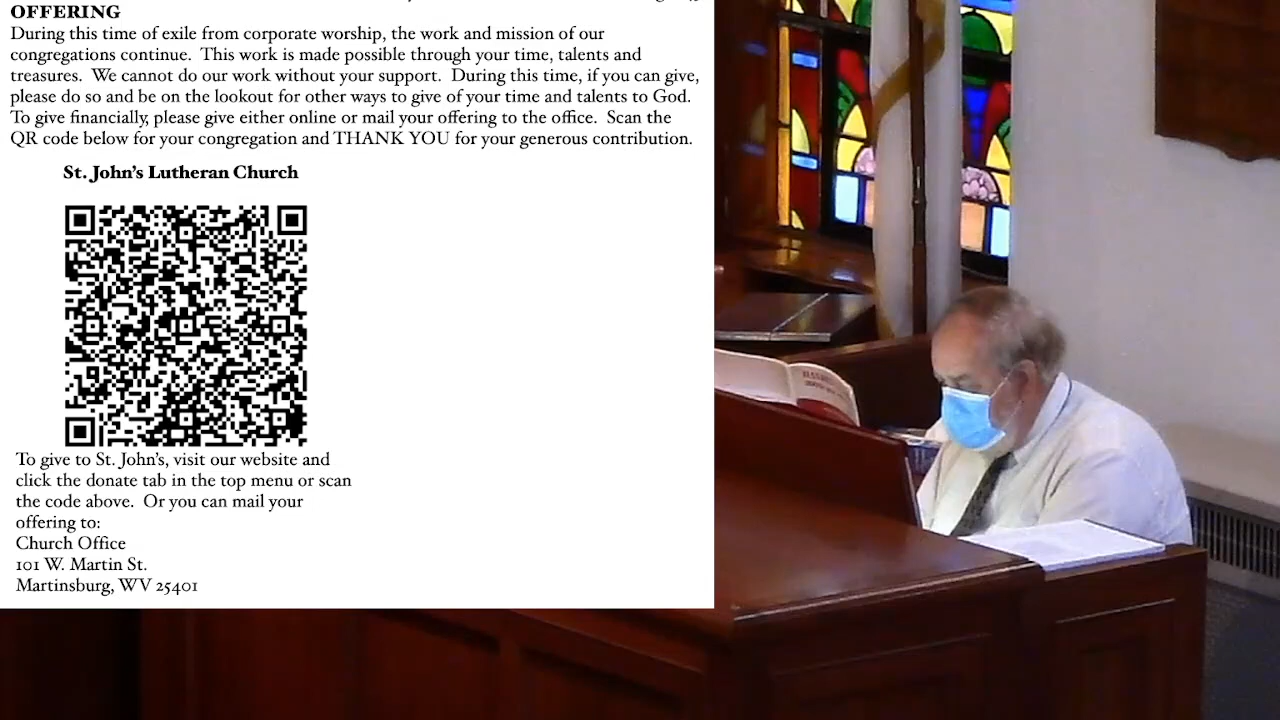 OFFERING
During this time of exile from corporate worship, the work and mission of our
congregations continue. This work is made possible through your time, talents and
treasures. We cannot do our work without your support. During this time, if you can give,
please do so and be on the lookout for other ways to give of your time and talents to God.
To give financially, please give either online or mail your offering to the office. Scan the
QR code below for your congregation and THANK YOU for your generous contribution.
St. John's Lutheran Church
To give to St. John's, visit our website and
click the donate tab in the top menu or scan
the code above. Or you can mail your
offering to:
Church Office
101 W. Martin St.
Martinsburg, WV 25401